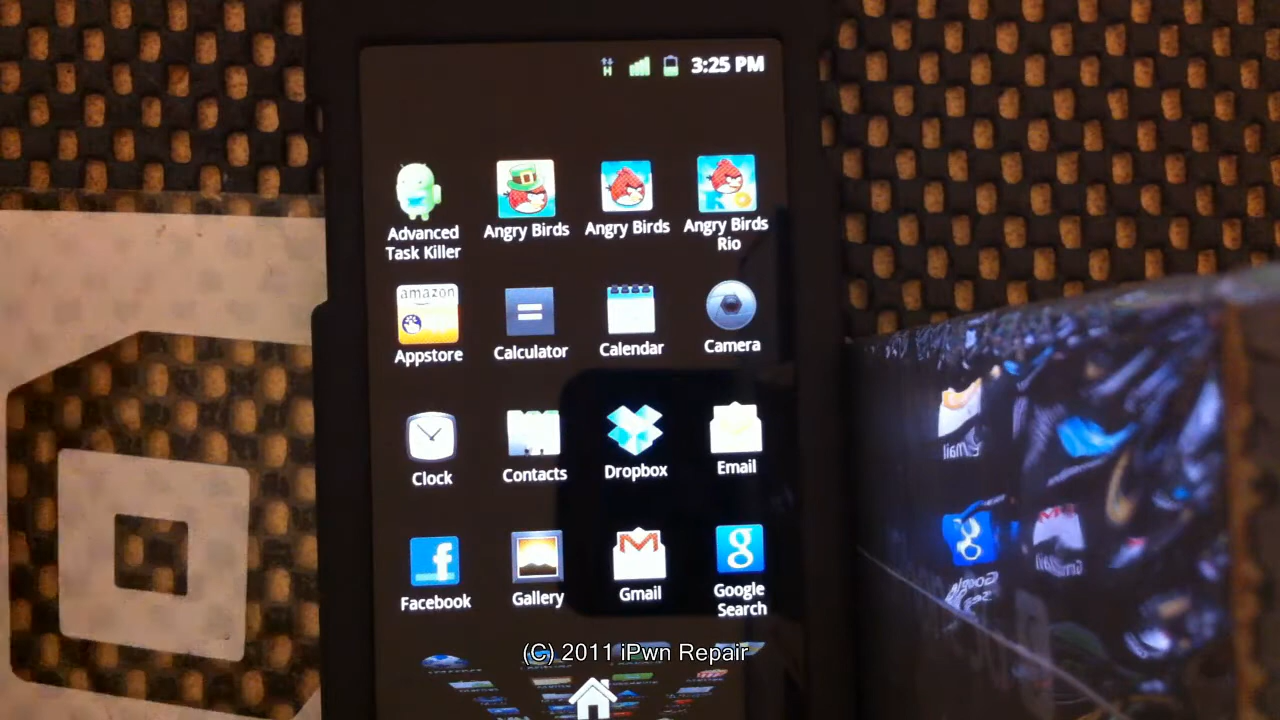 3:25 PM
Advanced
Task Killer
Angry Birds
Angry Birds
Angry Birds
Rio
amazon
Appstore
Calculator
Calendar
Camera
Clock
Contacts
Dropbox
Email
Facebook
Gallery
Gmail
Google
Search
(C) 2011 iPwn Repair